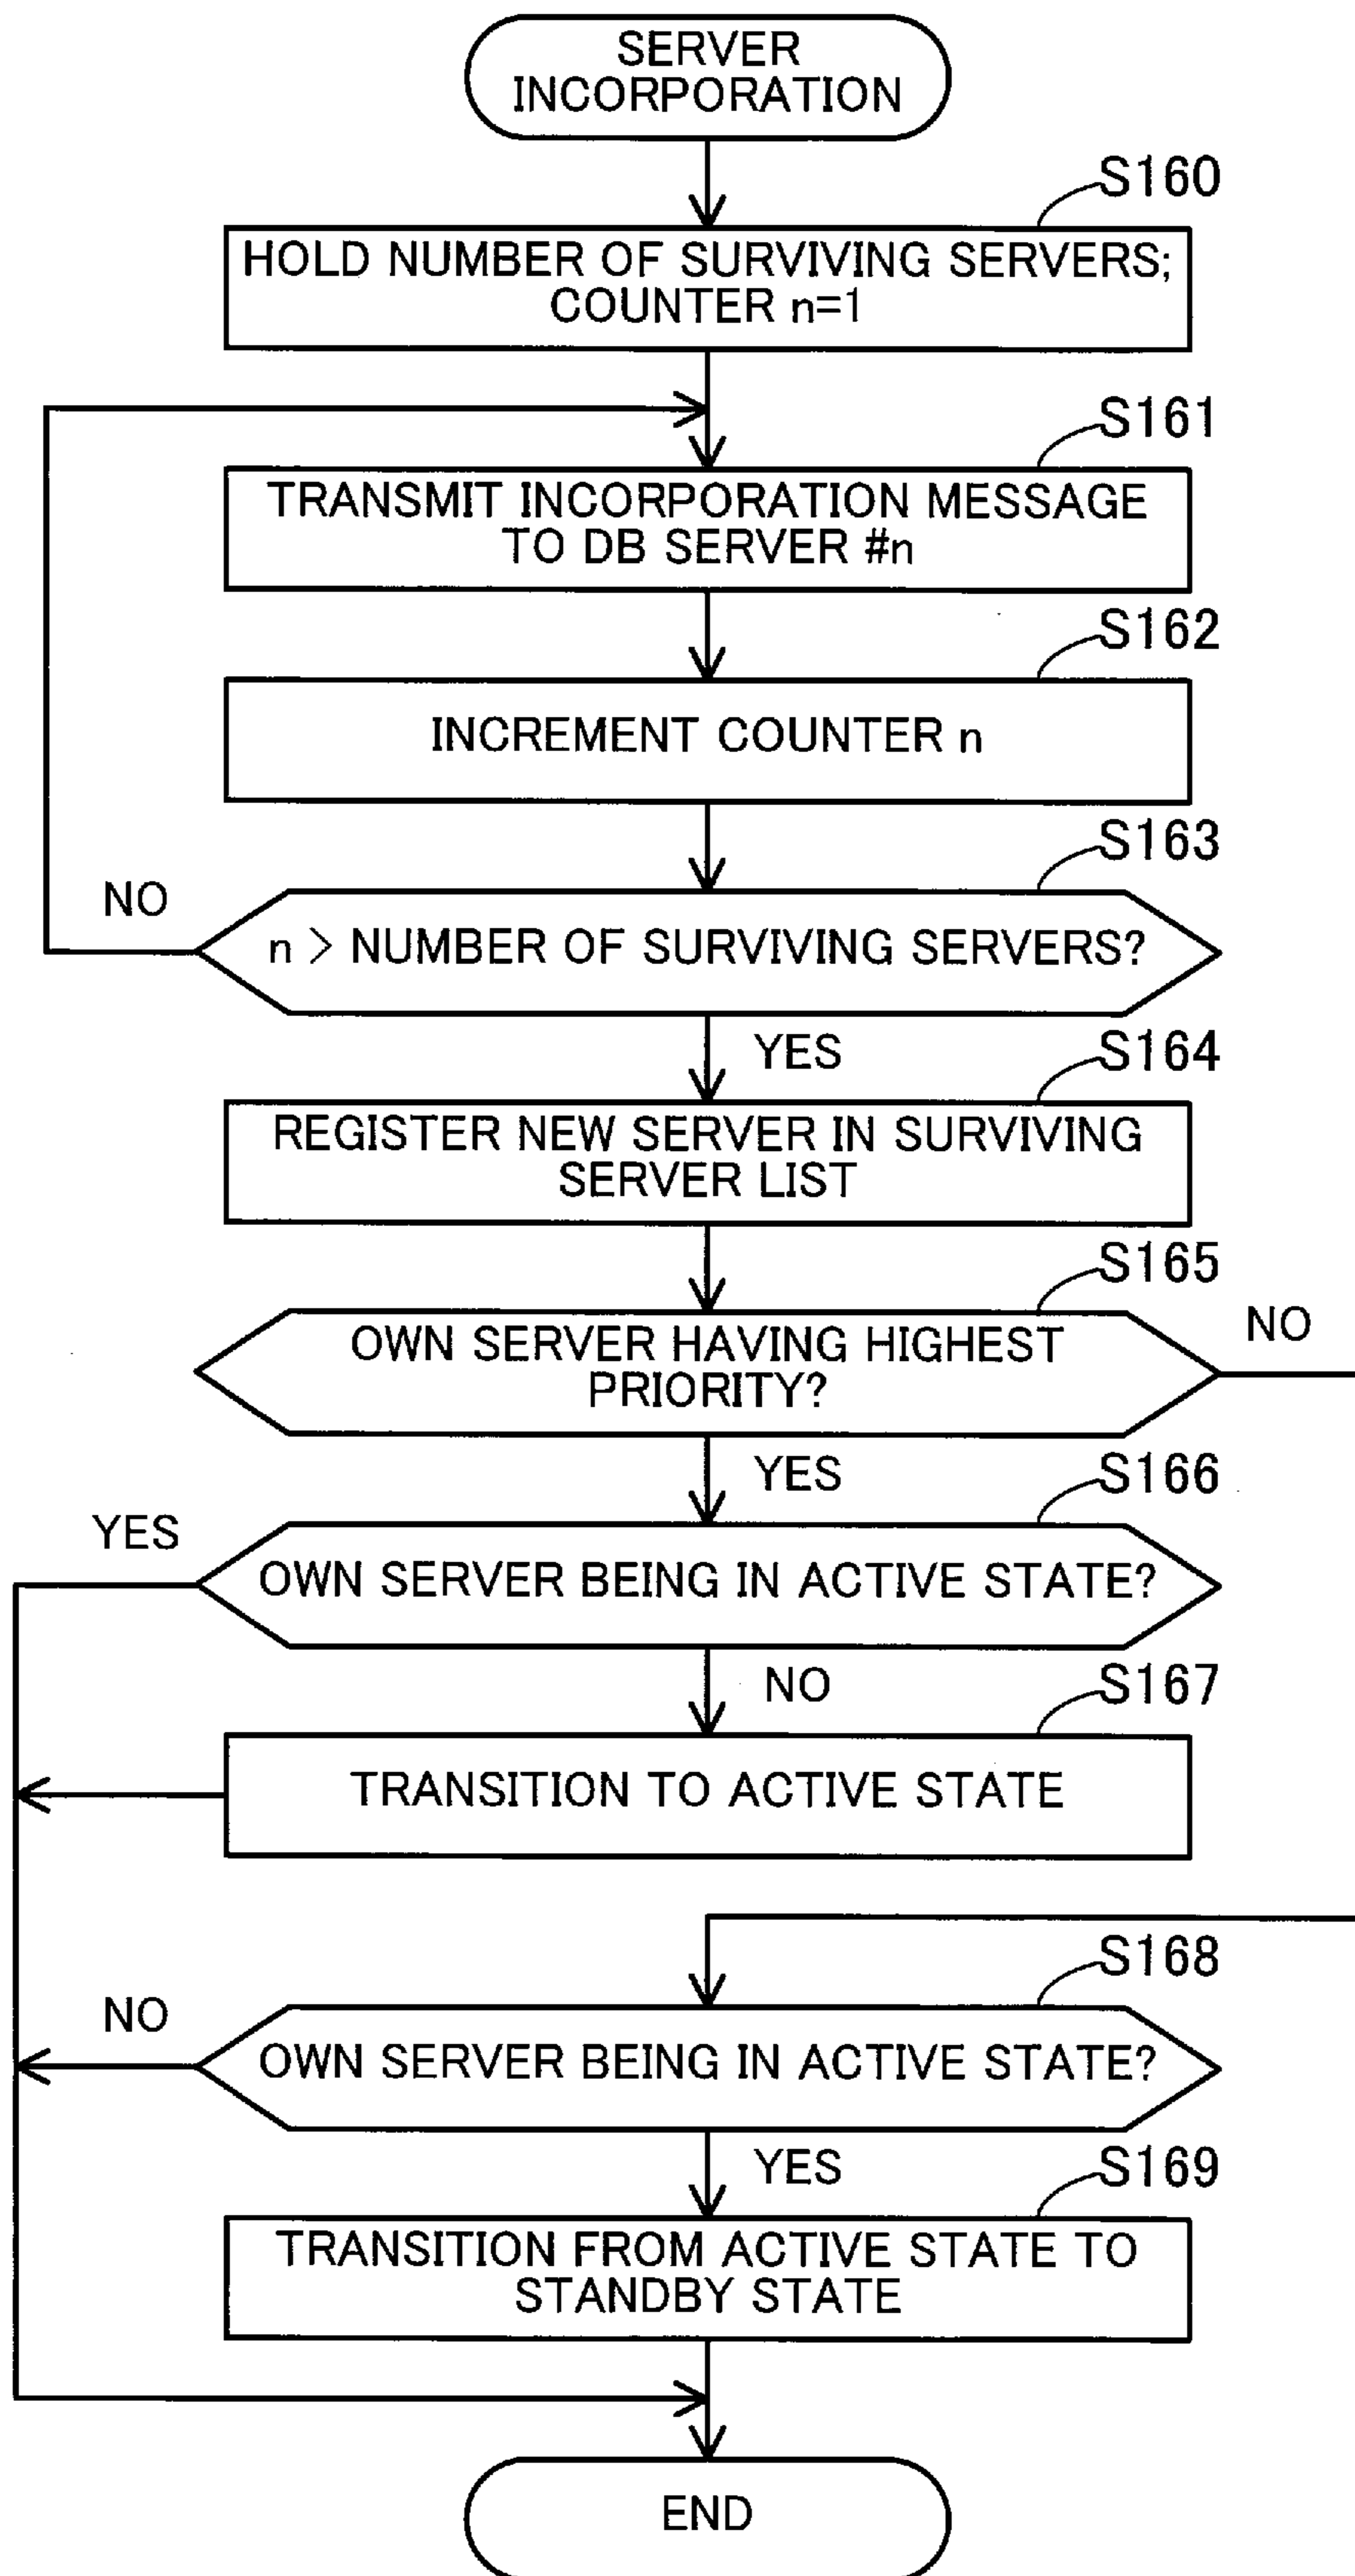 SERVER
INCORPORATION
S160
HOLD NUMBER OF SURVIVING SERVERS;
COUNTER n=1
S161
TRANSMIT INCORPORATION MESSAGE
TO DB SERVER #n
S162
INCREMENT COUNTER n
S163
NO
n > NUMBER OF SURVIVING SERVERS?
YES
S164
REGISTER NEW SERVER IN SURVIVING
SERVER LIST
S165
NO
OWN SERVER HAVING HIGHEST
PRIORITY?
YES
S166
YES
OWN SERVER BEING IN ACTIVE STATE?
NO
S167
TRANSITION TO ACTIVE STATE
S168
NO
OWN SERVER BEING IN ACTIVE STATE?
YES
S169
TRANSITION FROM ACTIVE STATE TO
STANDBY STATE
END